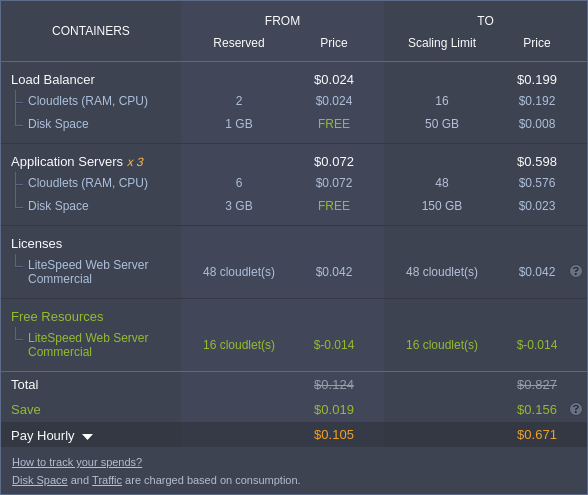 CONTAINERS FROM TO
Reserved Price Scaling Limit Price
Load Balancer $0.024 $0.199
Cloudlets (RAM, CPU) 2 $0.024 16 $0.192
Disk Space 1 GB FREE 50 GB $0.008
Application Servers x 3 $0.072 $0.598
Cloudlets (RAM, CPU) 6 $0.072 48 $0.576
Disk Space 3 GB FREE 150 GB $0.023
Licenses
LiteSpeed Web Server
Commercial 48 cloudlet(s) $0.042 48 cloudlet(s) $0.042 ?
Free Resources
LiteSpeed Web Server
Commercial 16 cloudlet(s) $-0.014 16 cloudlet(s) $-0.014
Total $0.124 $0.827
Save $0.019 $0.156 ?
Pay Hourly $0.105 $0.671
How to track your spends?
Disk Space and Traffic are charged based on consumption.